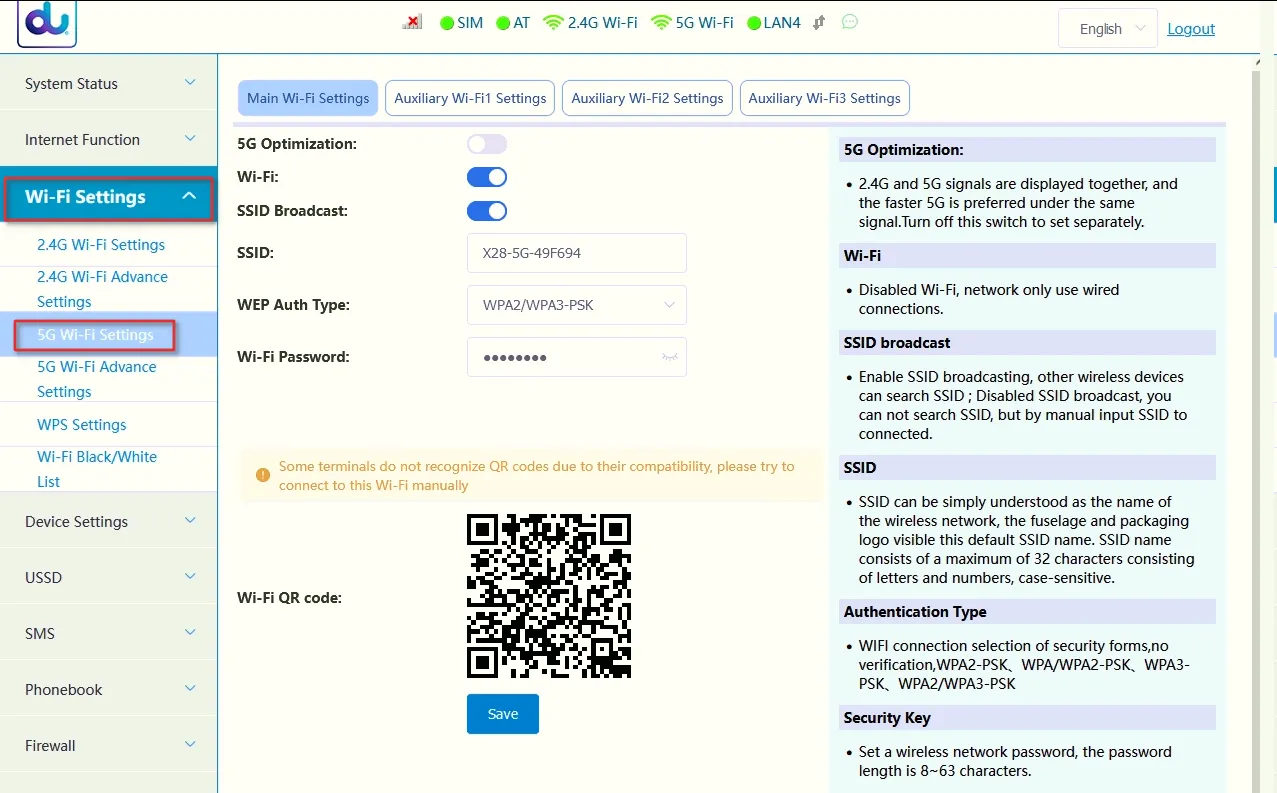 du
SIM AT 2.4G Wi-Fi 5G Wi-Fi LAN4
English
Logout
System Status
Internet Function
Wi-Fi Settings
2.4G Wi-Fi Settings
2.4G Wi-Fi Advance
Settings
5G Wi-Fi Settings
5G Wi-Fi Advance
Settings
WPS Settings
Wi-Fi Black/White
List
Device Settings
USSD
SMS
Phonebook
Firewall
Main Wi-Fi Settings
Auxiliary Wi-Fi1 Settings
Auxiliary Wi-Fi2 Settings
Auxiliary Wi-Fi3 Settings
5G Optimization:
Wi-Fi:
SSID Broadcast:
SSID:
X28-5G-49F694
WEP Auth Type:
WPA2/WPA3-PSK
Wi-Fi Password:
••••••••
Some terminals do not recognize QR codes due to their compatibility, please try to
connect to this Wi-Fi manually
Wi-Fi QR code:
Save
5G Optimization:
• 2.4G and 5G signals are displayed together, and
the faster 5G is preferred under the same
signal.Turn off this switch to set separately.
Wi-Fi
• Disabled Wi-Fi, network only use wired
connections.
SSID broadcast
• Enable SSID broadcasting, other wireless devices
can search SSID ; Disabled SSID broadcast, you
can not search SSID, but by manual input SSID to
connected.
SSID
• SSID can be simply understood as the name of
the wireless network, the fuselage and packaging
logo visible this default SSID name. SSID name
consists of a maximum of 32 characters consisting
of letters and numbers, case-sensitive.
Authentication Type
• WIFI connection selection of security forms,no
verification,WPA2-PSK、WPA/WPA2-PSK、WPA3-
PSK、WPA2/WPA3-PSK
Security Key
• Set a wireless network password, the password
length is 8~63 characters.